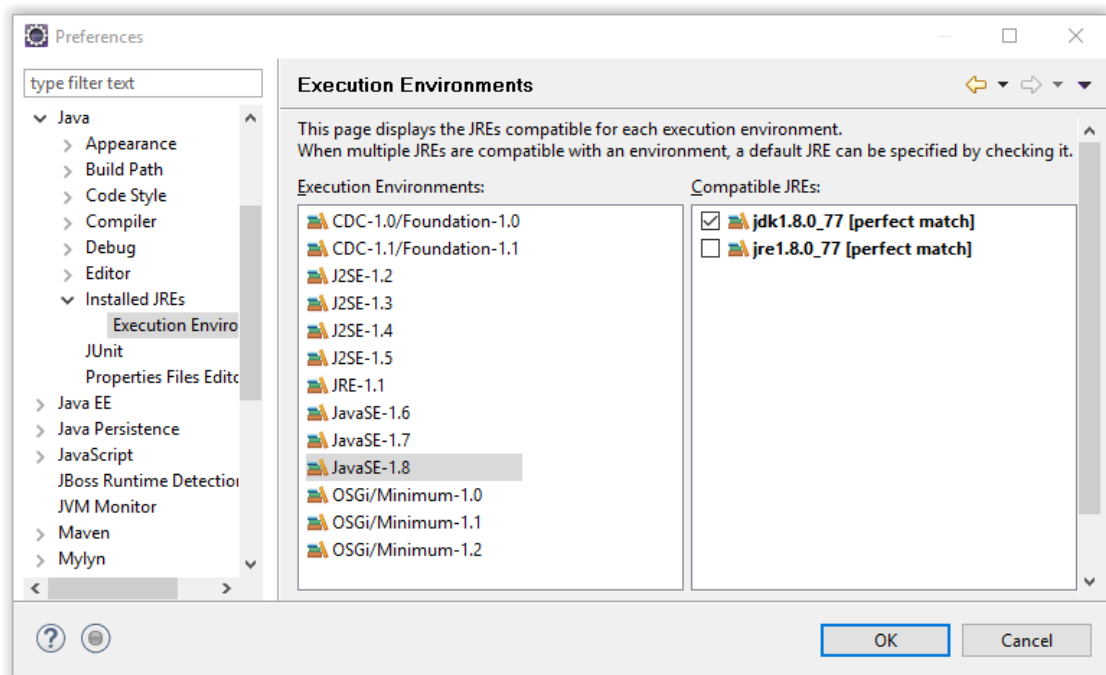 Preferences
type filter text
Java
Appearance
Build Path
Code Style
Compiler
Debug
Editor
Installed JREs
Execution Enviro
JUnit
Properties Files Edito
Java EE
Java Persistence
JavaScript
JBoss Runtime Detection
JVM Monitor
Maven
Mylyn
Execution Environments
This page displays the JREs compatible for each execution environment.
When multiple JREs are compatible with an environment, a default JRE can be specified by checking it.
Execution Environments:
CDC-1.0/Foundation-1.0
CDC-1.1/Foundation-1.1
J2SE-1.2
J2SE-1.3
J2SE-1.4
J2SE-1.5
JRE-1.1
JavaSE-1.6
JavaSE-1.7
JavaSE-1.8
OSGi/Minimum-1.0
OSGi/Minimum-1.1
OSGi/Minimum-1.2
Compatible JREs:
jdk1.8.0_77 [perfect match]
jre1.8.0_77 [perfect match]
OK
Cancel